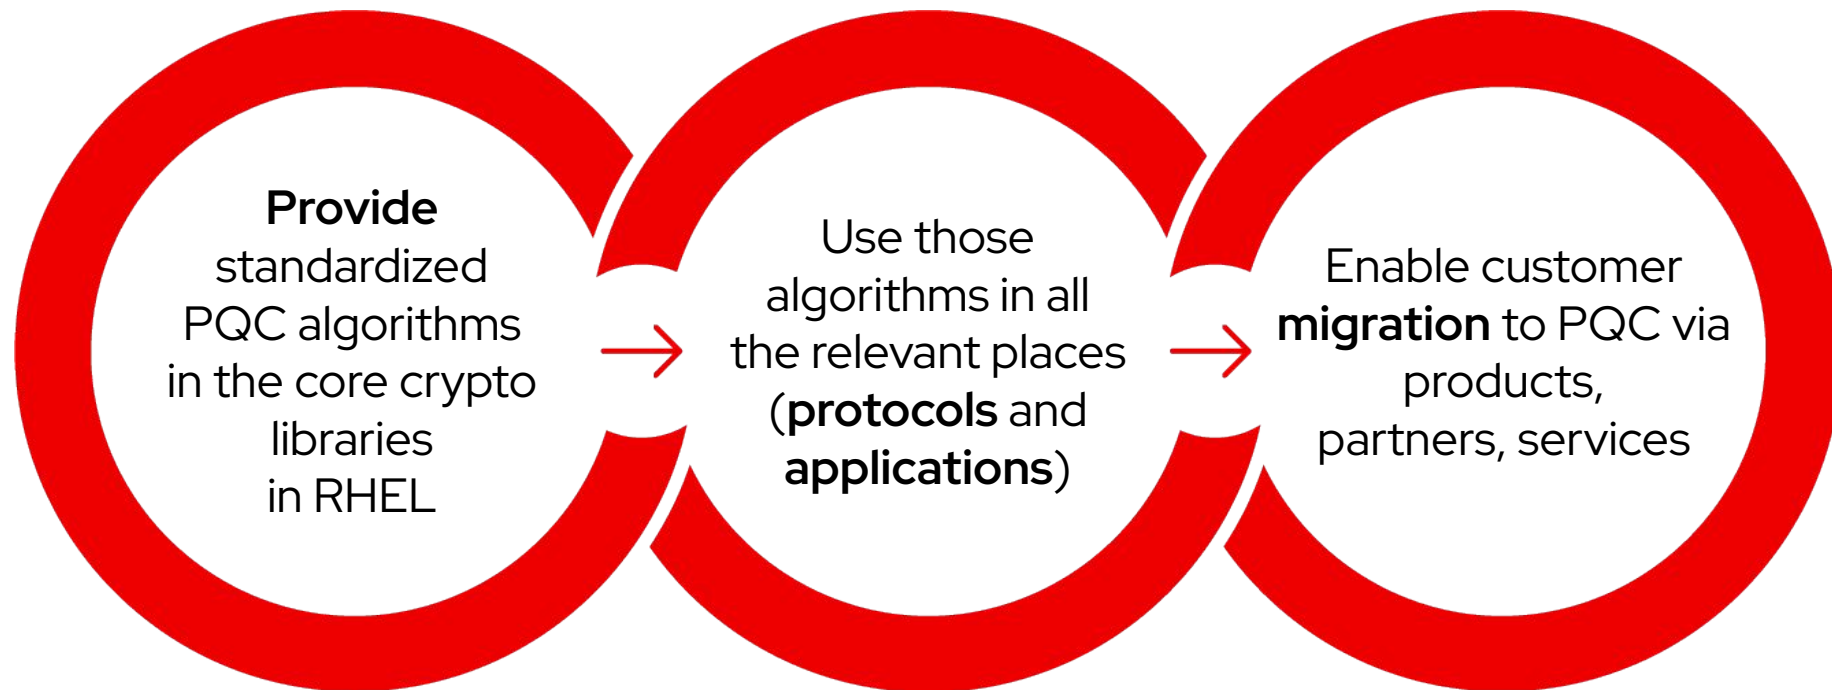 Provide
standardized
PQC algorithms
in the core crypto
libraries
in RHEL
Use those
algorithms in all
the relevant places
(protocols and
applications)
Enable customer
migration to PQC via
products,
partners, services